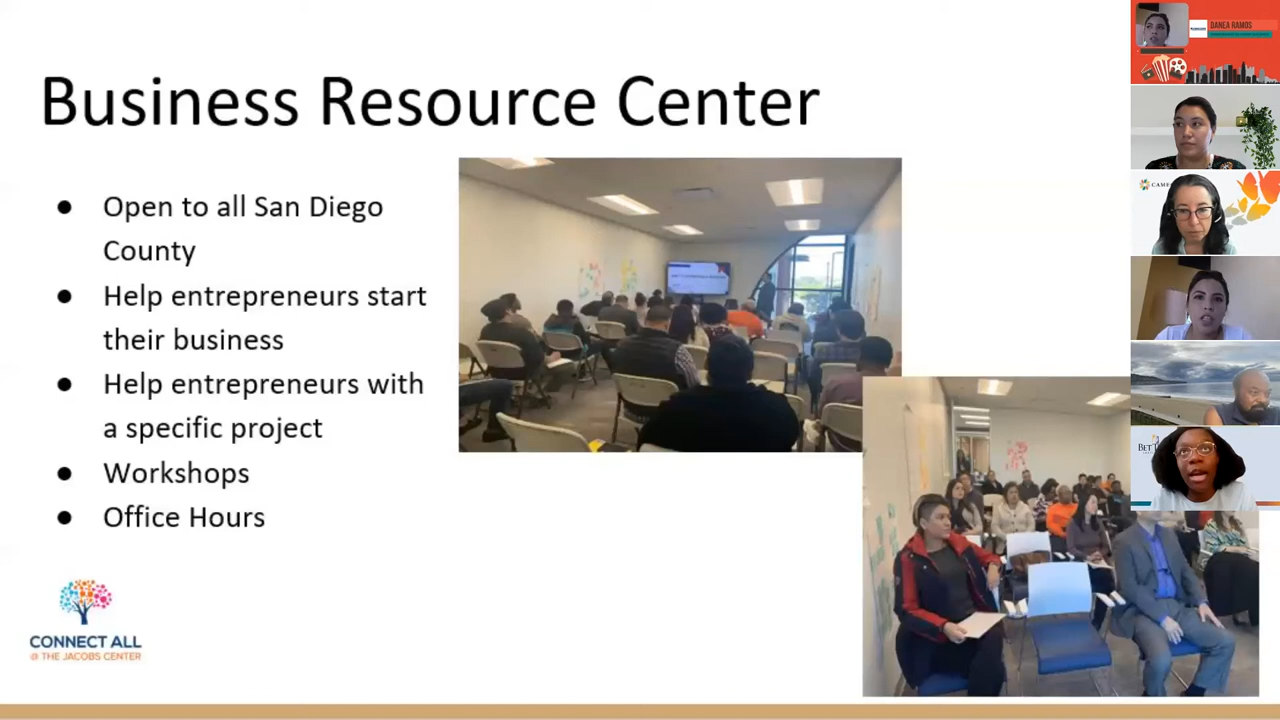 Business Resource Center
● Open to all San Diego
County
● Help entrepreneurs start
their business
● Help entrepreneurs with
a specific project
● Workshops
● Office Hours
CONNECT ALL
@ THE JACOBS CENTER
DANEA RAMOS